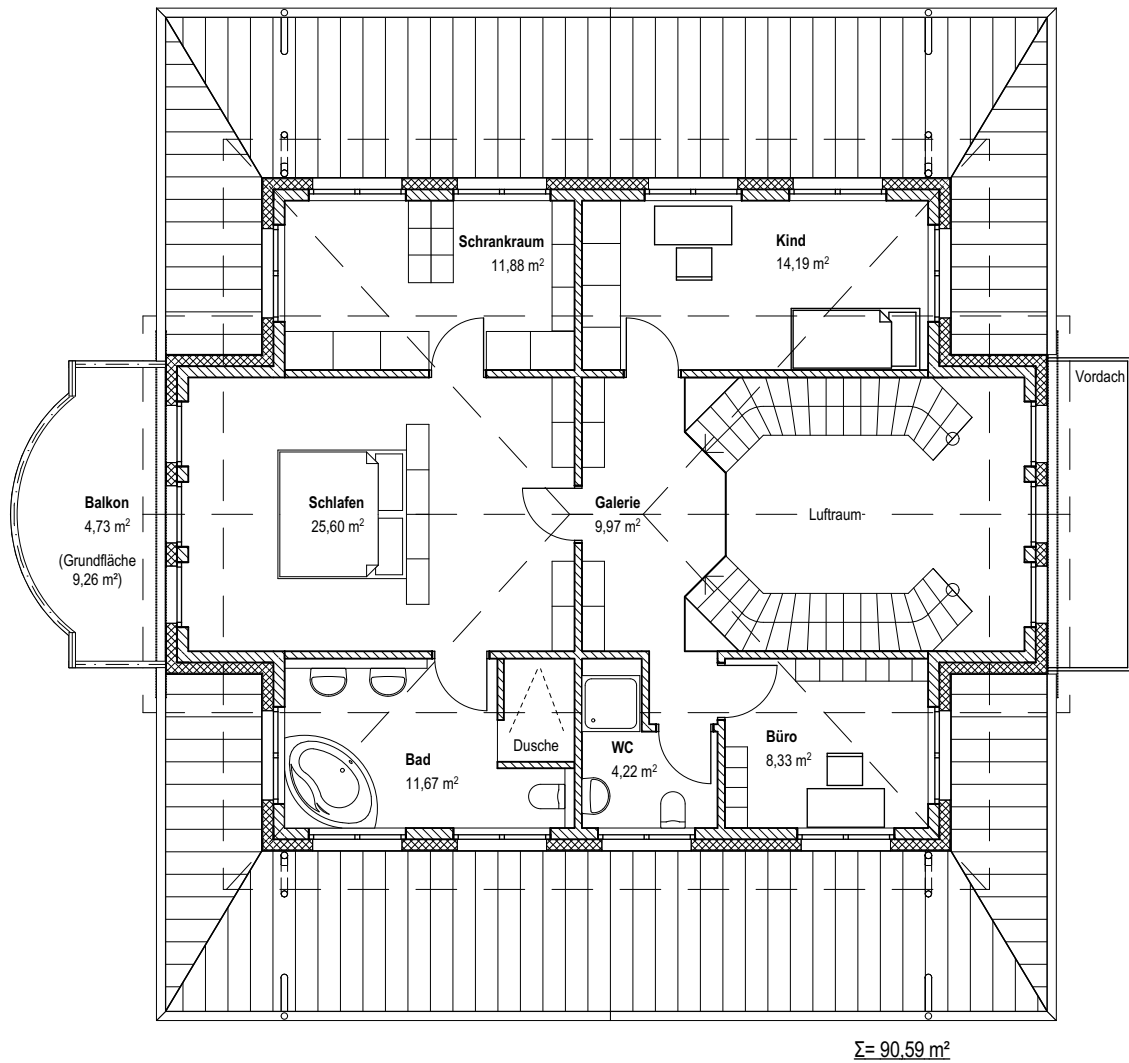 Schrankraum
11,88 m²
Kind
14,19 m²
Vordach
Balkon
4,73 m²
(Grundfläche
9,26 m²)
Schlafen
25,60 m²
Galerie
9,97 m²
Luftraum
Bad
11,67 m²
Dusche
WC
4,22 m²
Büro
8,33 m²
Σ= 90,59 m²